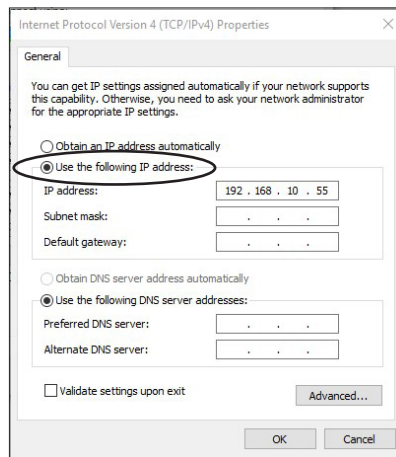 Internet Protocol Version 4 (TCP/IPv4) Properties
General
You can get IP settings assigned automatically if your network supports
this capability. Otherwise, you need to ask your network administrator
for the appropriate IP settings.
Obtain an IP address automatically
Use the following IP address:
IP address: 192 . 168 . 10 . 55
Subnet mask: . . .
Default gateway: . . .
Obtain DNS server address automatically
Use the following DNS server addresses:
Preferred DNS server: . . .
Alternate DNS server: . . .
Validate settings upon exit
Advanced...
OK Cancel